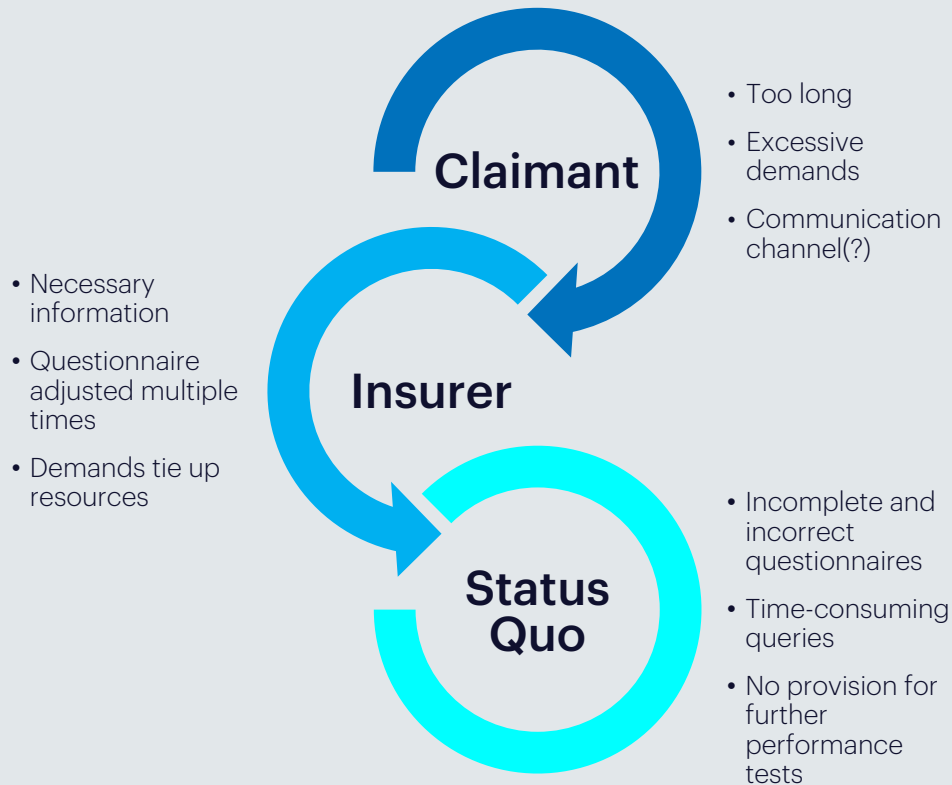 Claimant
• Too long
• Excessive
demands
• Communication
channel(?)
Insurer
• Necessary
information
• Questionnaire
adjusted multiple
times
• Demands tie up
resources
Status
Quo
• Incomplete and
incorrect
questionnaires
• Time-consuming
queries
• No provision for
further
performance
tests